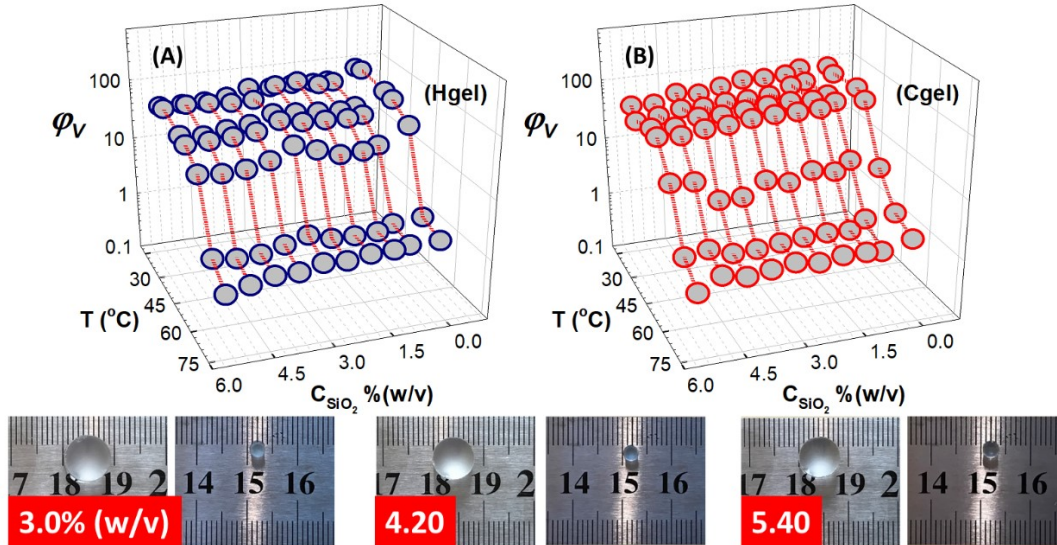 (A)
(Hgel)
100
10
1
0.1
φV
30
45
60
75
T (°C)
6.0
4.5
3.0
1.5
0.0
CSiO2 %(w/v)
(B)
(Cgel)
100
10
1
0.1
φV
30
45
60
75
T (°C)
6.0
4.5
3.0
1.5
0.0
CSiO2 %(w/v)
17 18 19 2
3.0% (w/v)
14 15 16
17 18 19 2
4.20
14 15 16
17 18 19 2
5.40
14 15 16